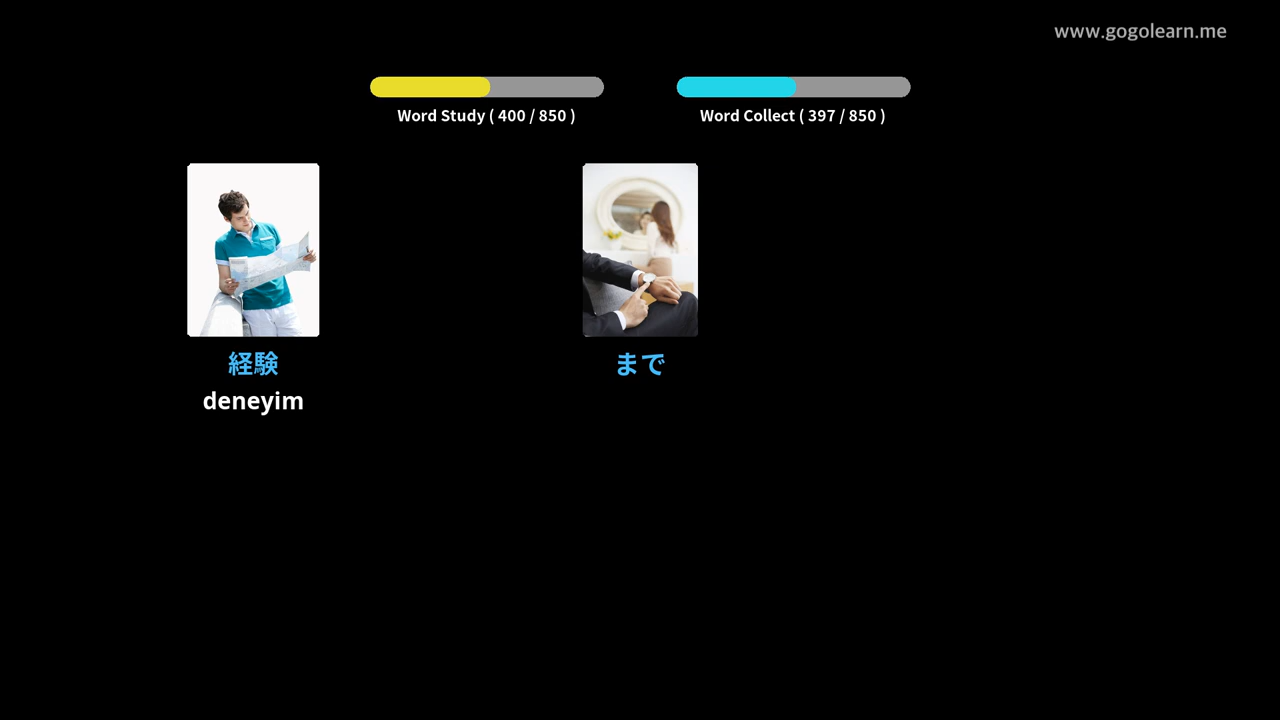 www.gogolearn.me
Word Study ( 400 / 850 )
Word Collect ( 397 / 850 )
経験
deneyim
まで